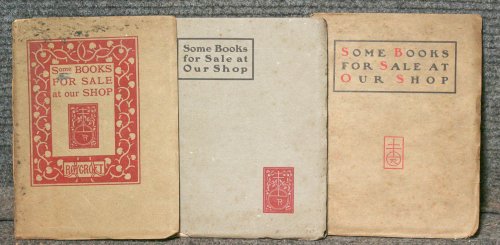 Some BOOKS
FOR SALE
at our SHOP
ROYCROFT
Some Books
for Sale at
Our Shop
R
SOME BOOKS
FOR SALE AT
OUR SHOP